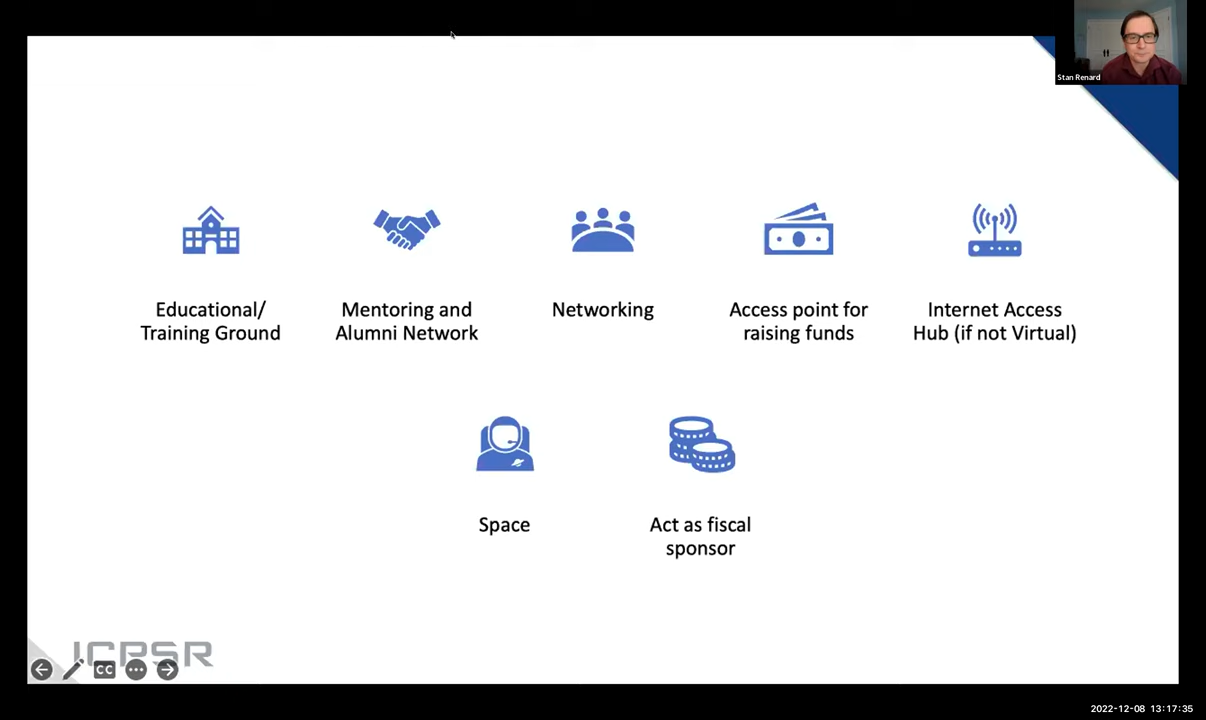 Stan Renard
Educational/
Training Ground
Mentoring and
Alumni Network
Networking
Access point for
raising funds
Internet Access
Hub (if not Virtual)
Space
Act as fiscal
sponsor
ICPSR
CC
2022-12-08 13:17:35